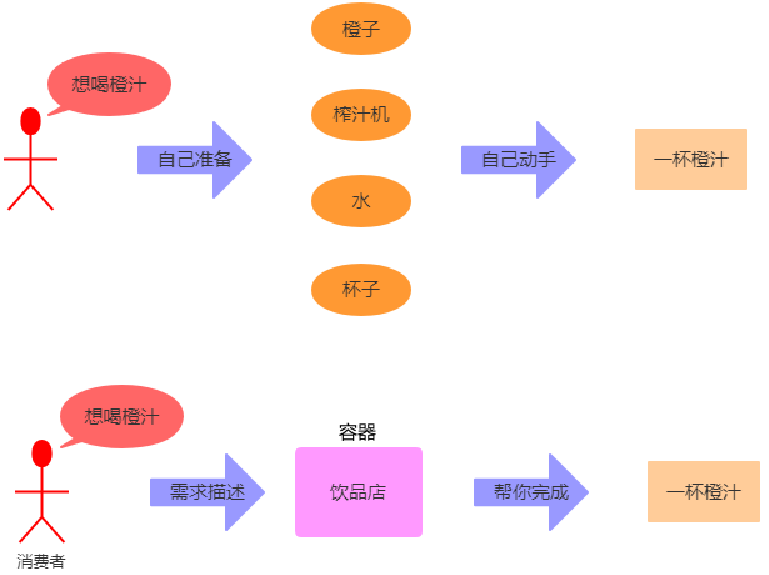 橙子
想喝橙汁
榨汁机
自己准备
自己动手
一杯橙汁
水
杯子
想喝橙汁
容器
需求描述
饮品店
帮你完成
一杯橙汁
消费者